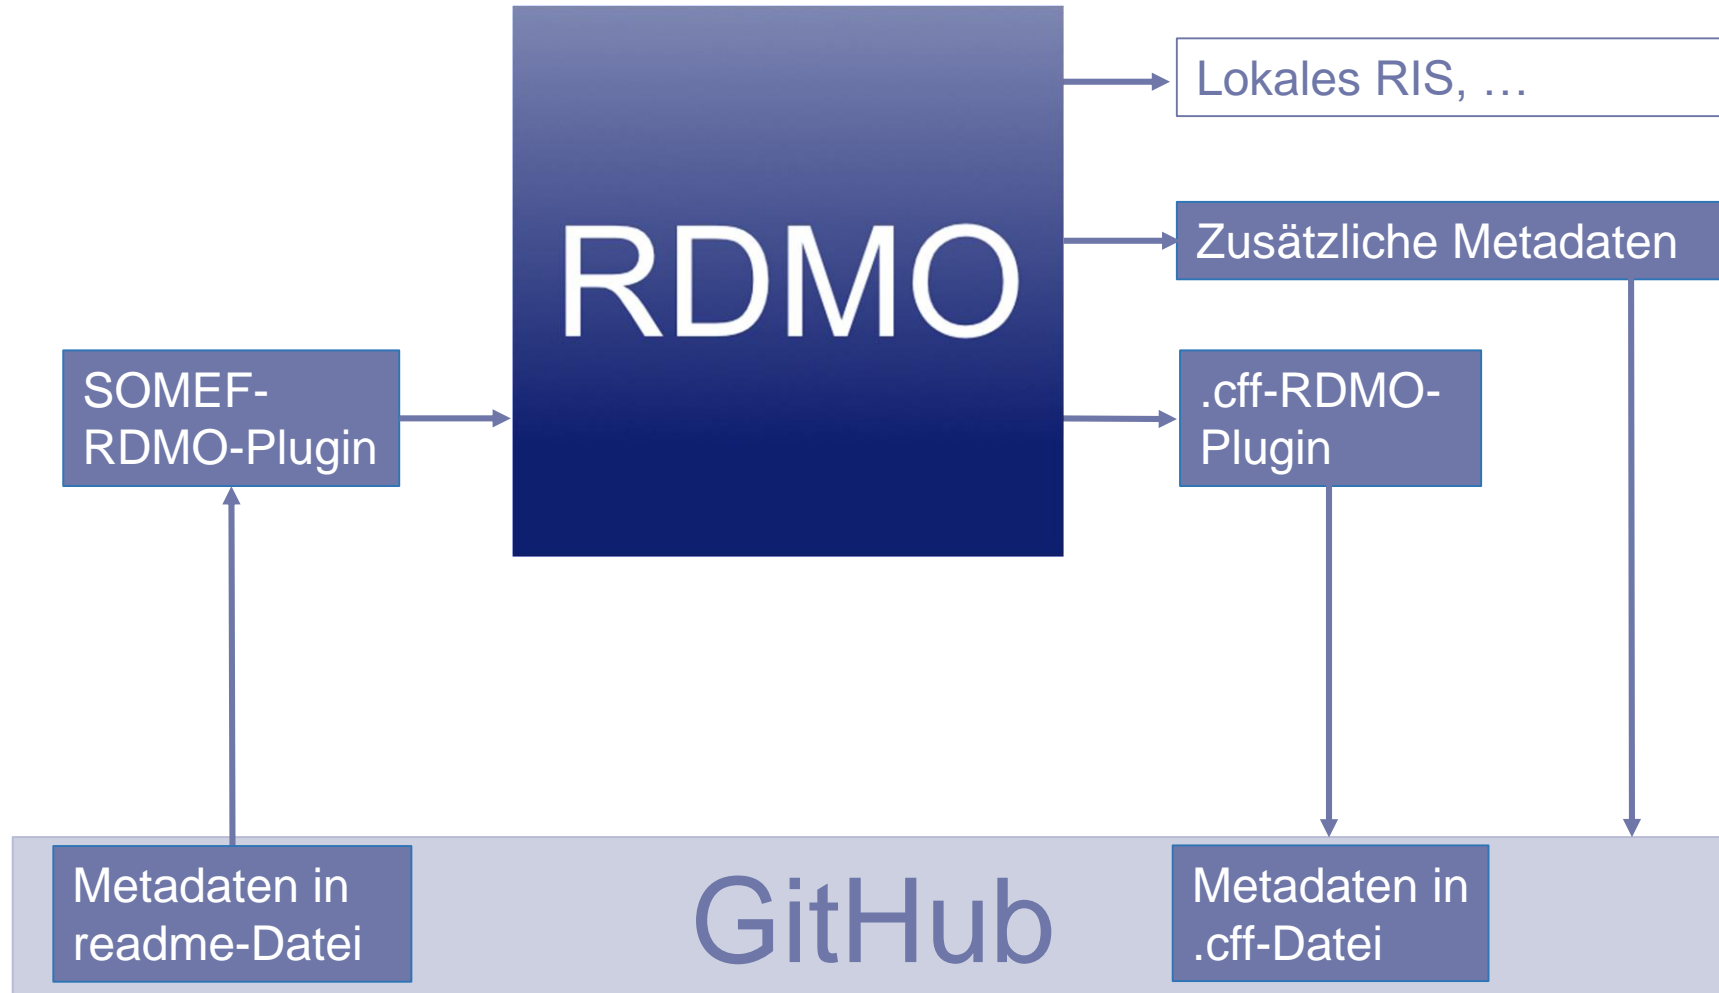 RDMO
Lokales RIS, …
Zusätzliche Metadaten
SOMEF-
RDMO-Plugin
.cff-RDMO-
Plugin
Metadaten in
readme-Datei
GitHub
Metadaten in
.cff-Datei